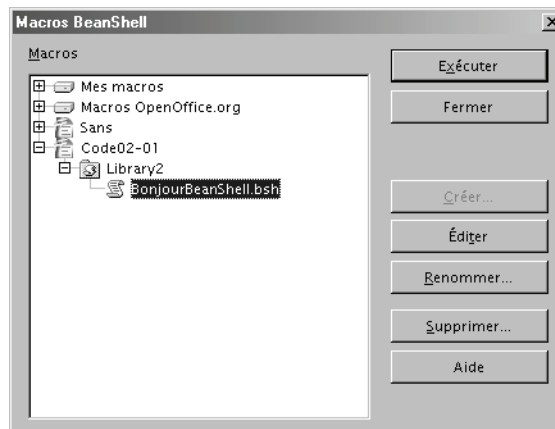 Macros BeanShell
Macros
Mes macros
Macros OpenOffice.org
Sans
Code02-01
Library2
BonjourBeanShell.bsh
Exécuter
Fermer
Créer...
Éditer
Renommer...
Supprimer...
Aide